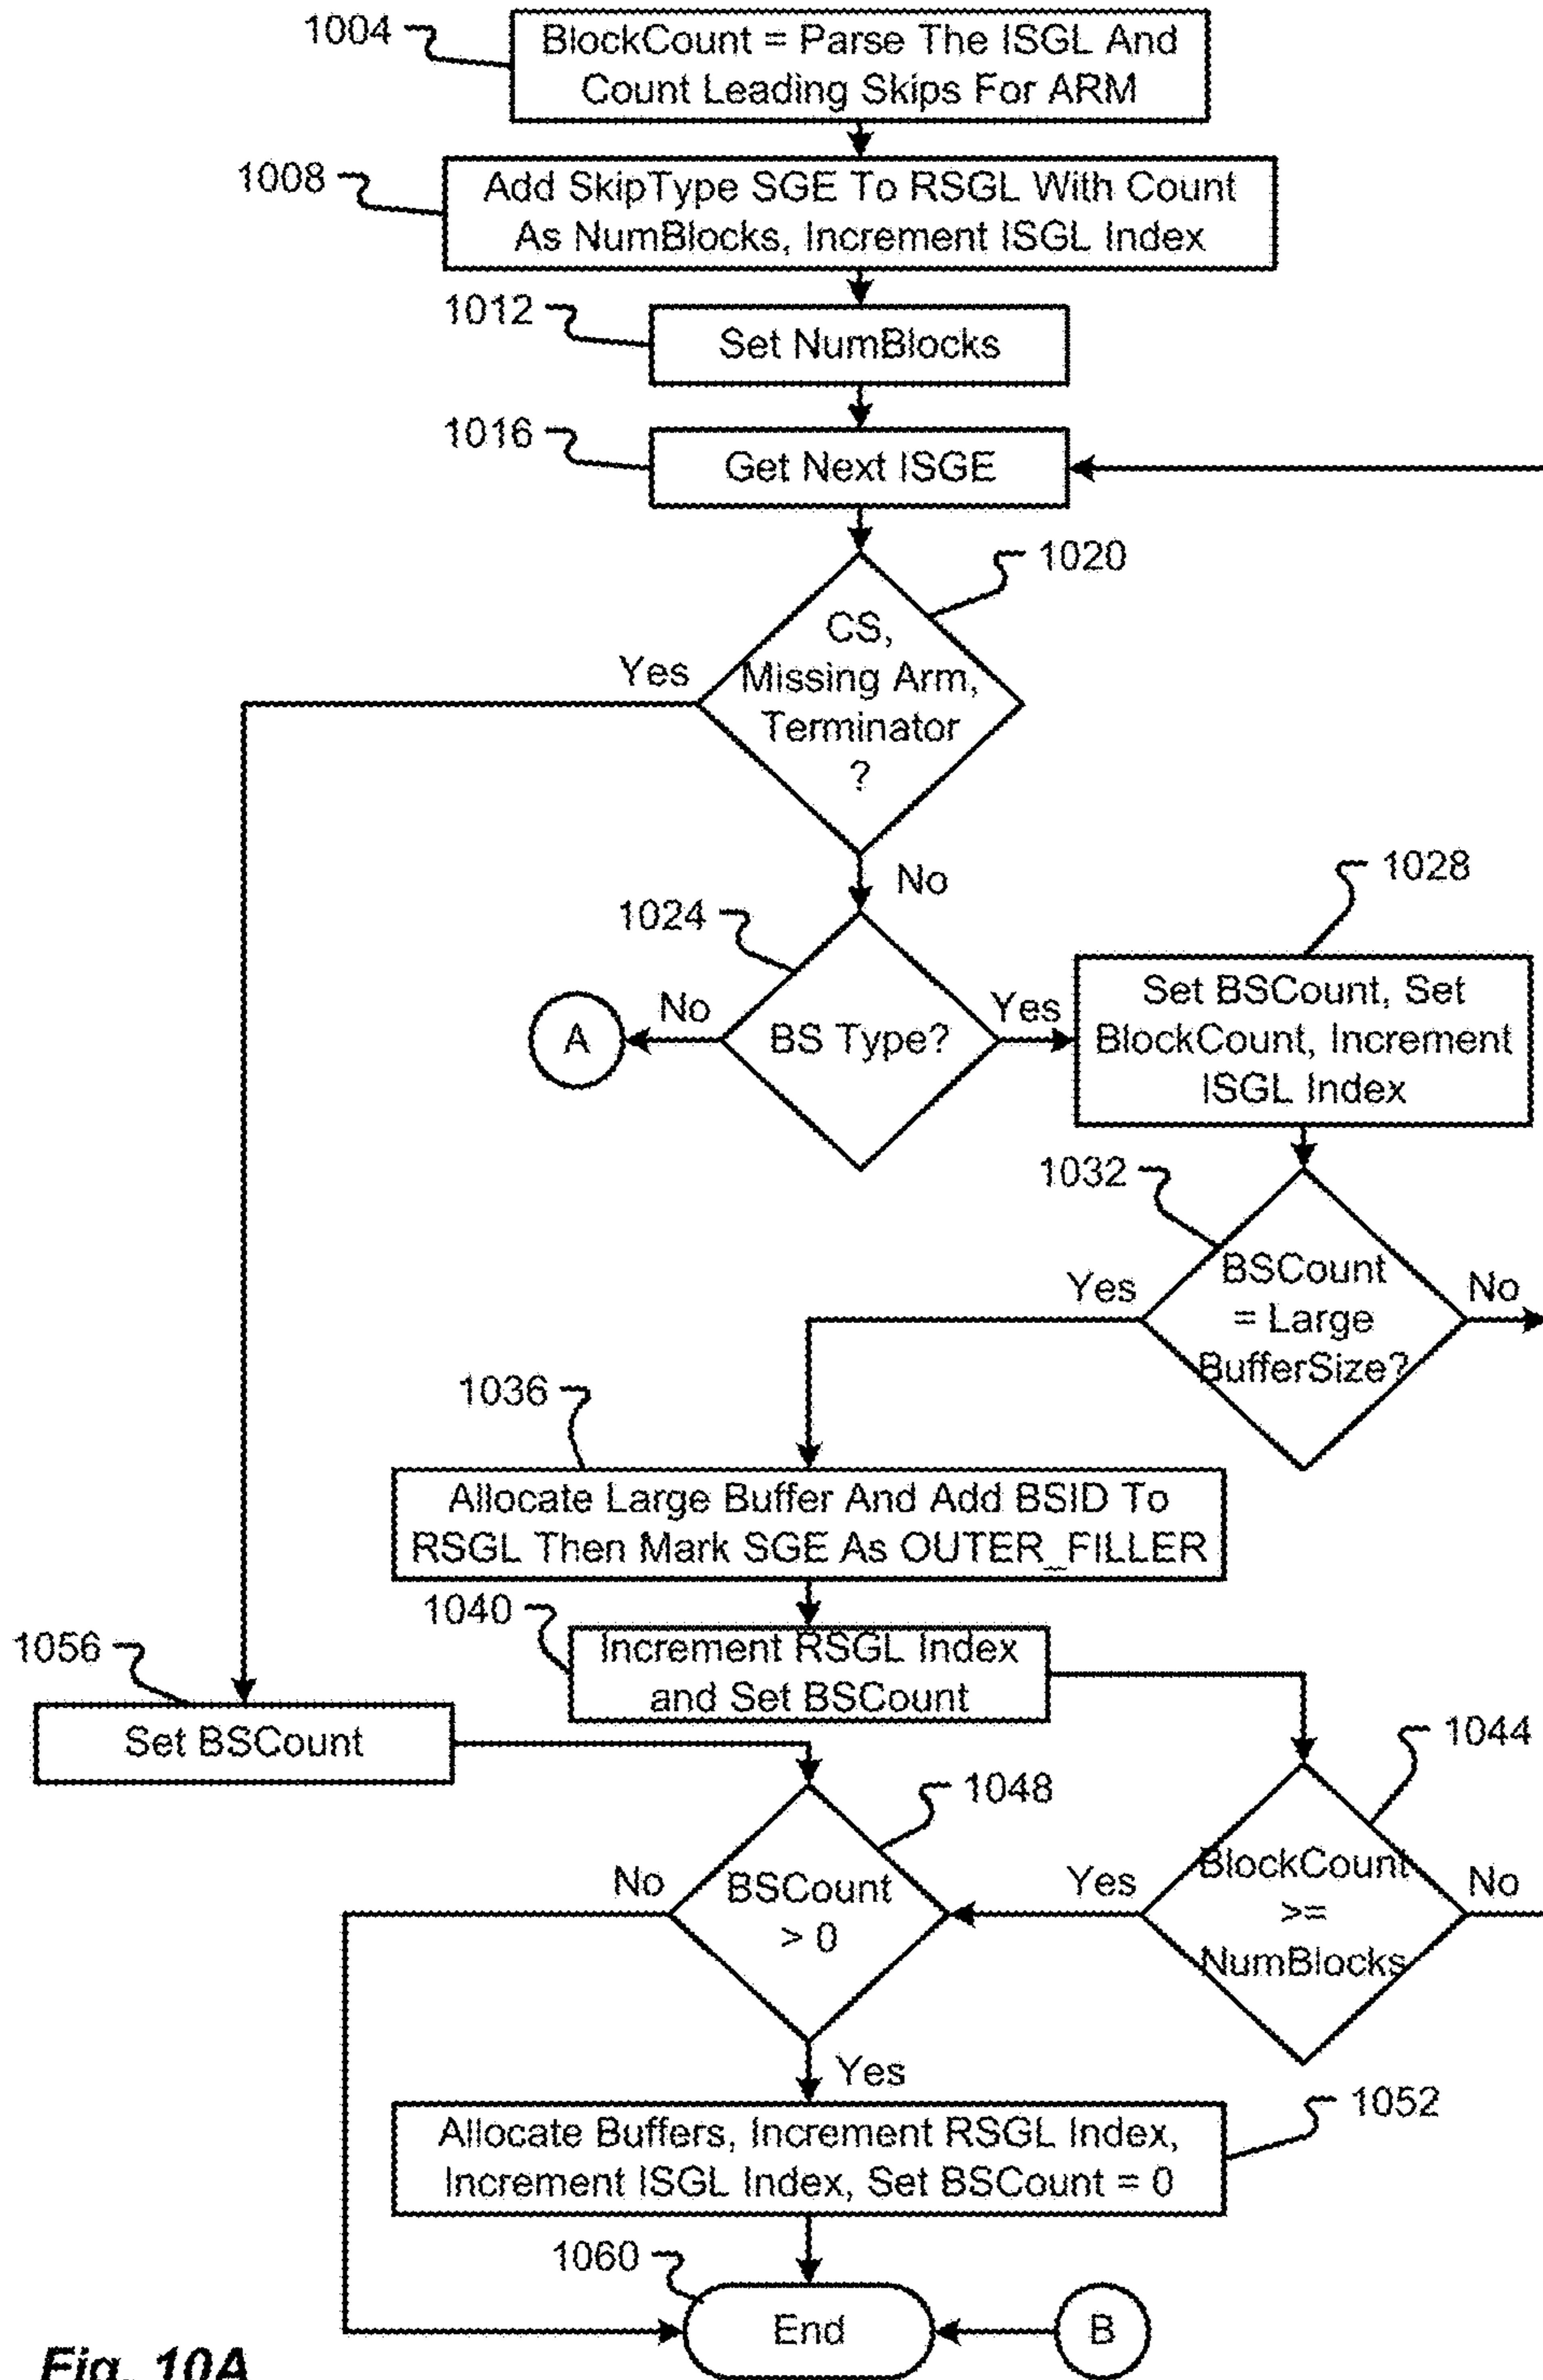 1004
BlockCount = Parse The ISGL And
Count Leading Skips For ARM
1008
Add SkipType SGE To RSGL With Count
As NumBlocks, Increment ISGL Index
1012
Set NumBlocks
1016
Get Next ISGE
1020
CS,
Missing Arm,
Terminator
?
Yes
No
1024
BS Type?
No
A
Yes
1028
Set BSCount, Set
BlockCount, Increment
ISGL Index
1032
BSCount
= Large
BufferSize?
Yes
No
1036
Allocate Large Buffer And Add BSID To
RSGL Then Mark SGE As OUTER_FILLER
1040
Increment RSGL Index
and Set BSCount
1056
Set BSCount
1044
BlockCount
>=
NumBlocks
Yes
No
1048
BSCount
> 0
No
Yes
1052
Allocate Buffers, Increment RSGL Index,
Increment ISGL Index, Set BSCount = 0
1060
End
B
Fig. 10A